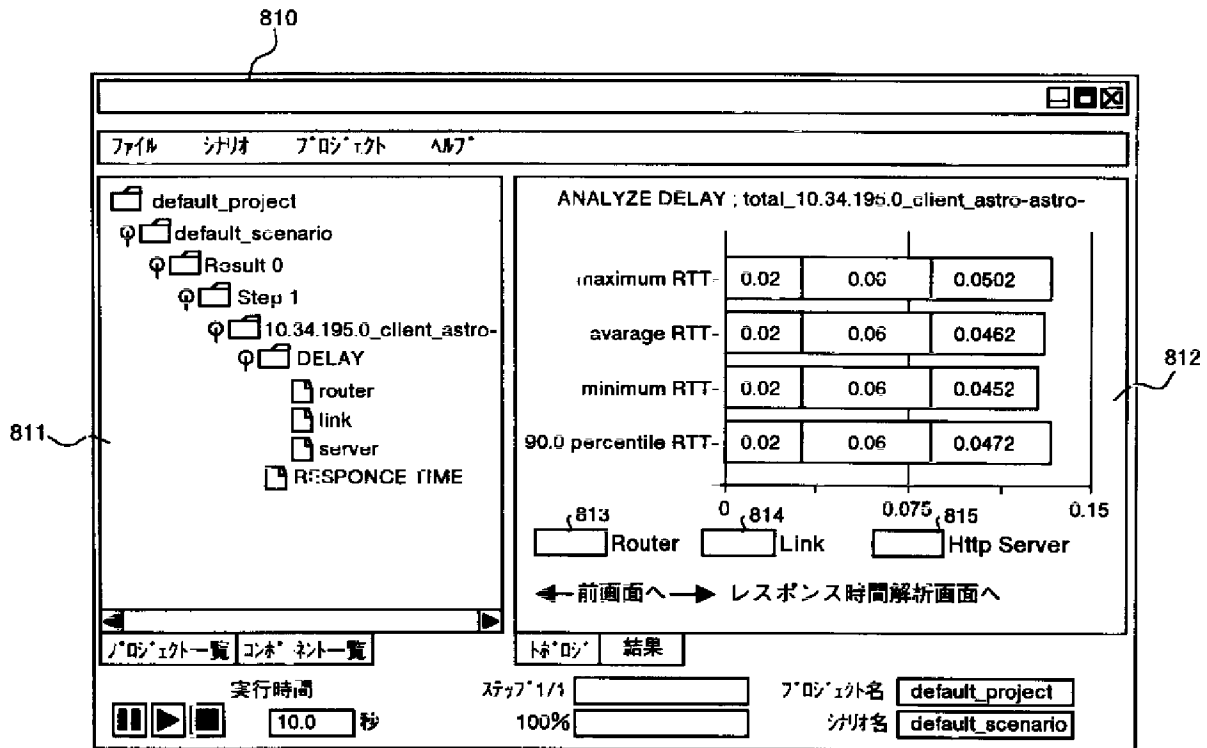 810
ファイル シナリオ プロジェクト ヘルプ
default_project
default_scenario
Result 0
Step 1
10.34.195.0_client_astro-
DELAY
router
link
server
RESPONCE TIME
811
ANALYZE DELAY ; total_10.34.195.0_client_astro-astro-
maximum RTT- 0.02 0.06 0.0502
avarage RTT- 0.02 0.06 0.0462
minimum RTT- 0.02 0.06 0.0452
90.0 percentile RTT- 0.02 0.06 0.0472
812
0 0.075 0.15
813 814 815
Router Link Http Server
前画面へ レスポンス時間解析画面へ
プロジェクト一覧 コンポーネント一覧
トポロジ 結果
実行時間 ステップ1/1 プロジェクト名 default_project
10.0 秒 100% シナリオ名 default_scenario